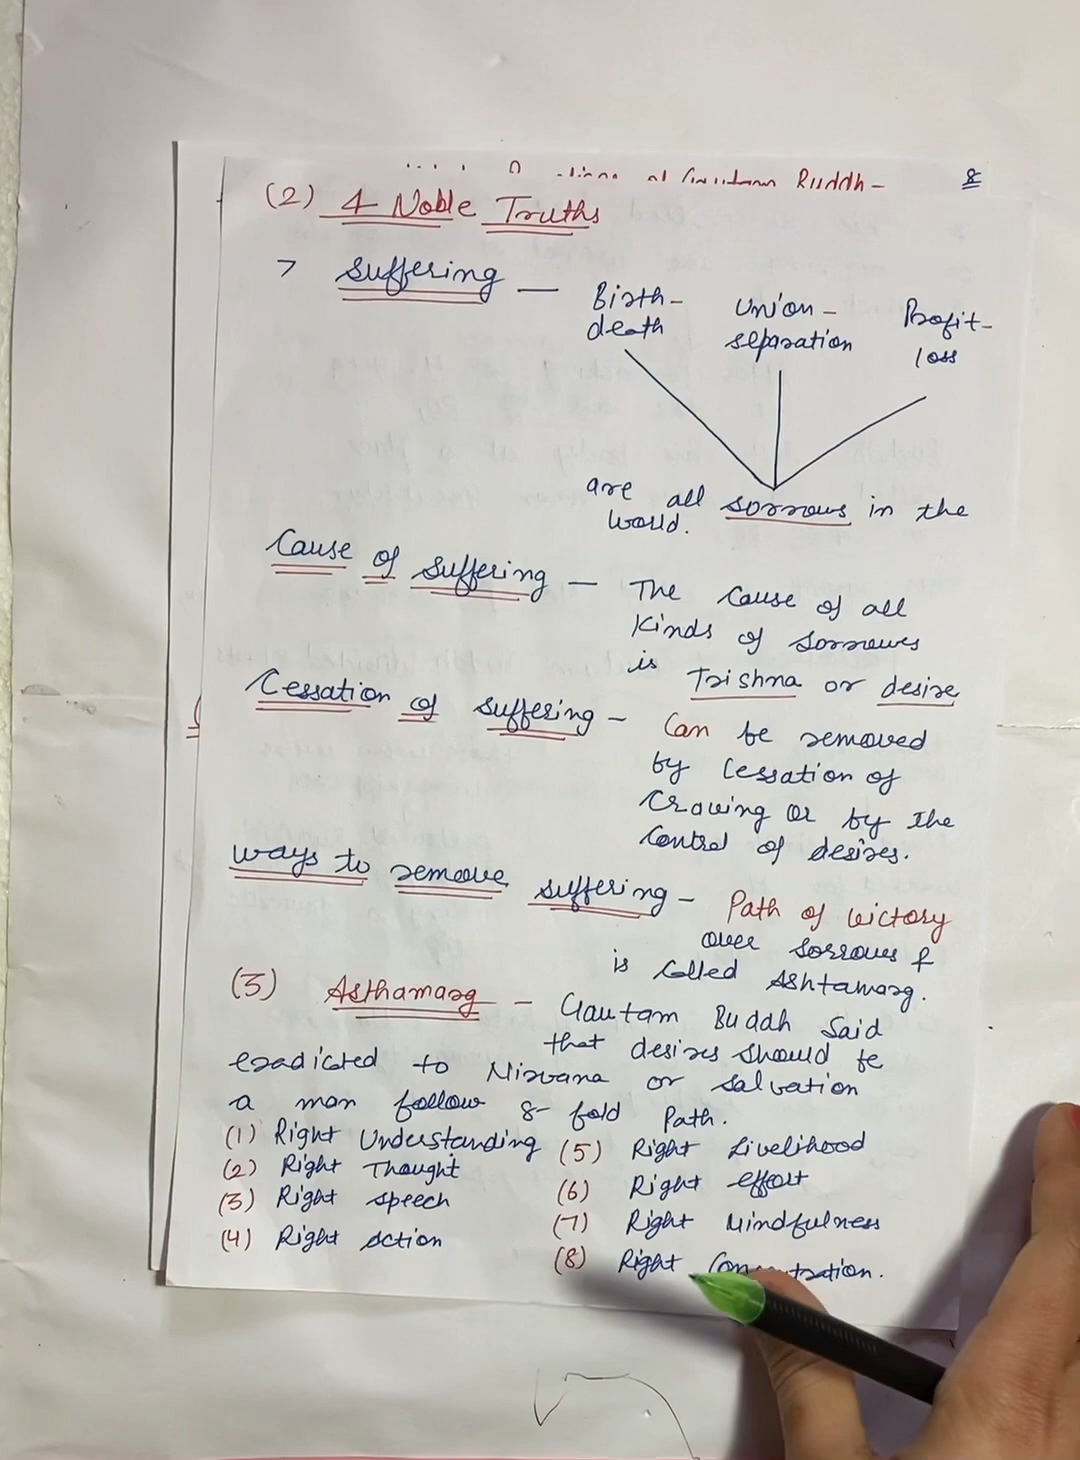 Buddh - 8
(2) 4 Noble Truths
> Suffering — Birth- Union - Profit-
death separation loss
are all sorrows in the
world.
Cause of Suffering — The Cause of all
kinds of sorrowes
is Trishna or desire
Cessation of suffering - Can be removed
by Cessation of
Craving or by the
Control of desires.
Ways to remove suffering - Path of victory
over sorrows &
is Called Ashtamarg.
(3) Asthamarg - Gautam Buddh Said
that desires should be
eradicted to Nirvana or salvation
a man follow 8- fold Path.
(1) Right Understanding (5) Right Livelihood
(2) Right Thought (6) Right effort
(3) Right speech (7) Right Mindfulness
(4) Right action (8) Right Concentration.